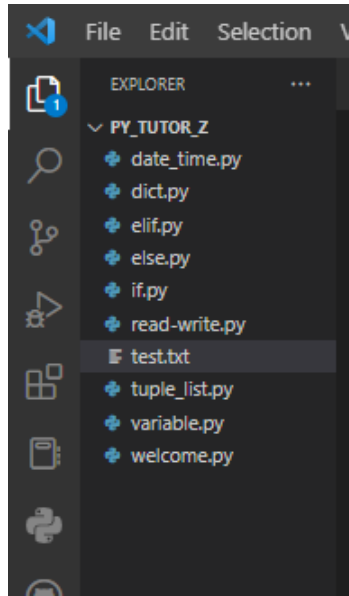 File Edit Selection V
EXPLORER ...
1
PY_TUTOR_Z
date_time.py
dict.py
elif.py
else.py
if.py
read-write.py
test.txt
tuple_list.py
variable.py
welcome.py